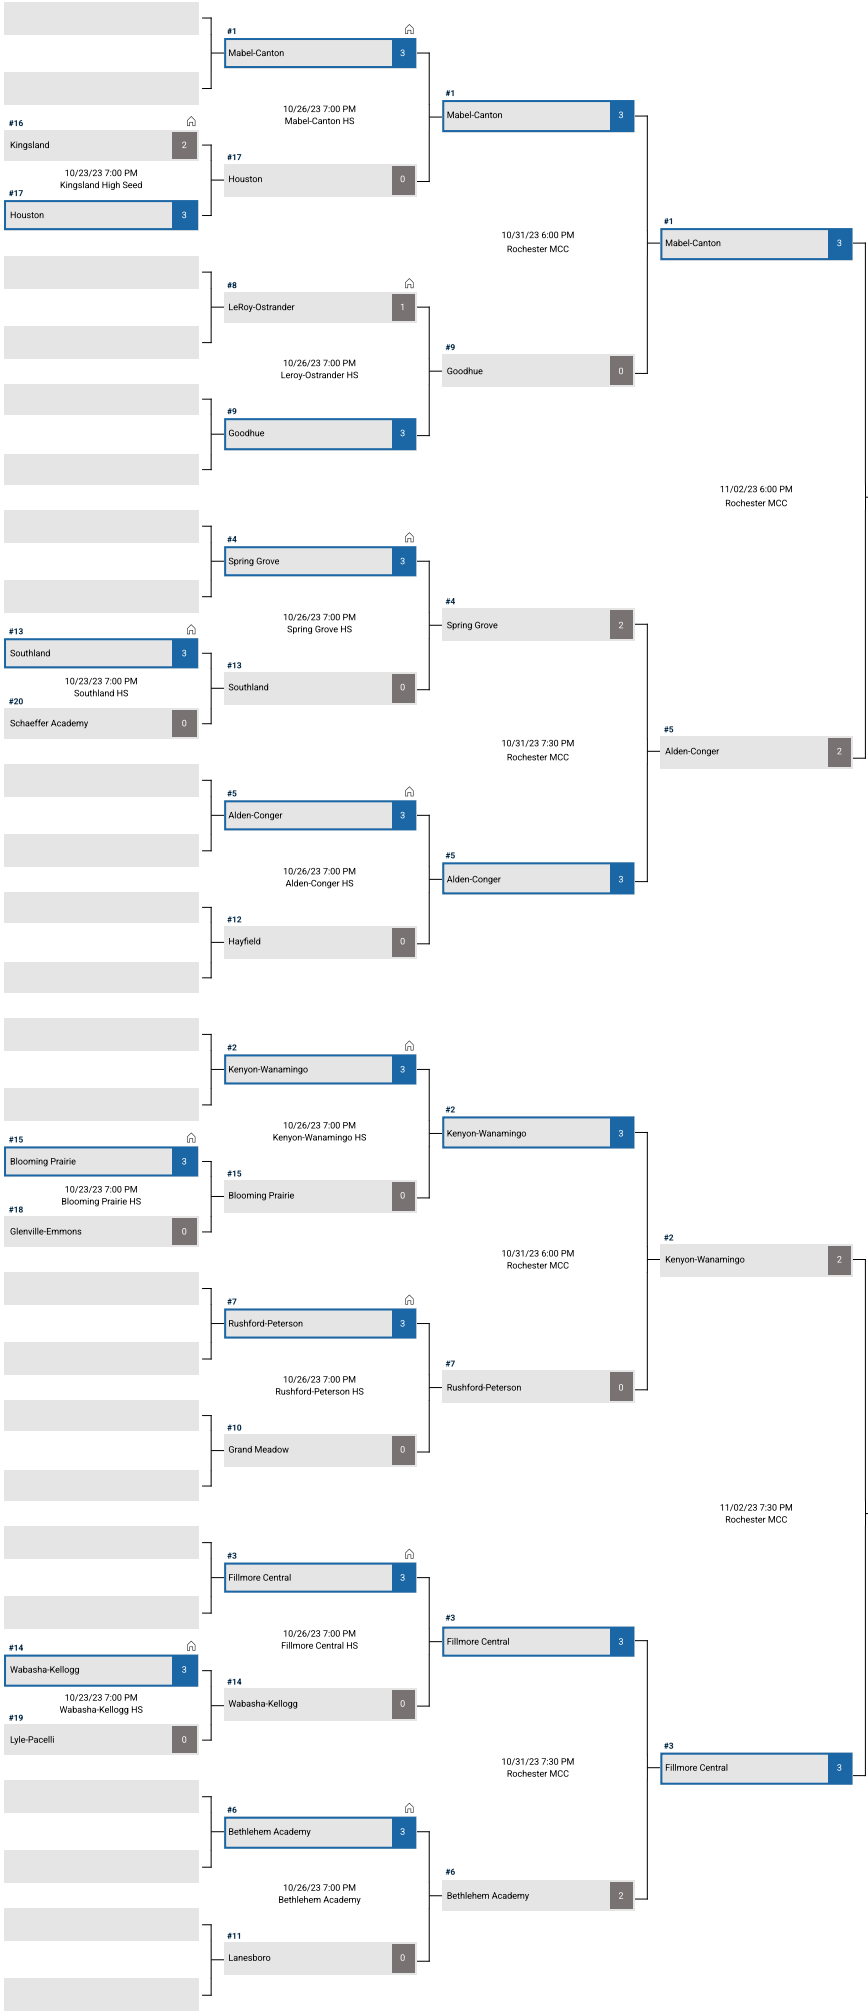 #1
Mabel-Canton 3
10/26/23 7:00 PM
Mabel-Canton HS
#16
Kingsland 2
10/23/23 7:00 PM
Kingsland High Seed
#17
Houston 3
#17
Houston 0
#1
Mabel-Canton 3
10/31/23 6:00 PM
Rochester MCC
#8
LeRoy-Ostrander 1
10/26/23 7:00 PM
Leroy-Ostrander HS
#9
Goodhue 3
#9
Goodhue 0
#1
Mabel-Canton 3
11/02/23 6:00 PM
Rochester MCC
#4
Spring Grove 3
10/26/23 7:00 PM
Spring Grove HS
#13
Southland 3
10/23/23 7:00 PM
Southland HS
#20
Schaeffer Academy 0
#13
Southland 0
#4
Spring Grove 2
10/31/23 7:30 PM
Rochester MCC
#5
Alden-Conger 3
10/26/23 7:00 PM
Alden-Conger HS
#12
Hayfield 0
#5
Alden-Conger 3
#5
Alden-Conger 2
#2
Kenyon-Wanamingo 3
10/26/23 7:00 PM
Kenyon-Wanamingo HS
#15
Blooming Prairie 3
10/23/23 7:00 PM
Blooming Prairie HS
#18
Glenville-Emmons 0
#15
Blooming Prairie 0
#2
Kenyon-Wanamingo 3
10/31/23 6:00 PM
Rochester MCC
#7
Rushford-Peterson 3
10/26/23 7:00 PM
Rushford-Peterson HS
#10
Grand Meadow 0
#7
Rushford-Peterson 0
#2
Kenyon-Wanamingo 2
11/02/23 7:30 PM
Rochester MCC
#3
Fillmore Central 3
10/26/23 7:00 PM
Fillmore Central HS
#14
Wabasha-Kellogg 3
10/23/23 7:00 PM
Wabasha-Kellogg HS
#19
Lyle-Pacelli 0
#14
Wabasha-Kellogg 0
#3
Fillmore Central 3
10/31/23 7:30 PM
Rochester MCC
#6
Bethlehem Academy 3
10/26/23 7:00 PM
Bethlehem Academy
#11
Lanesboro 0
#6
Bethlehem Academy 2
#3
Fillmore Central 3